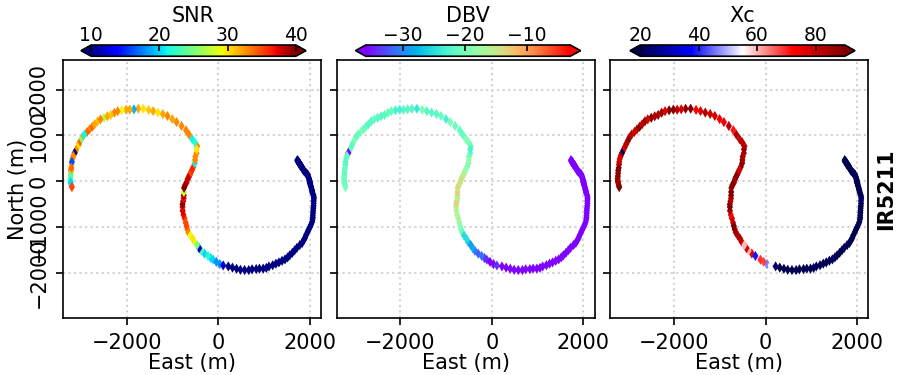 SNR DBV Xc
10 20 30 40 −30 −20 −10 20 40 60 80
North (m)
2000
1000
0
−1000
−2000
−2000 0 2000 −2000 0 2000 −2000 0 2000
East (m) East (m) East (m)
IR5211